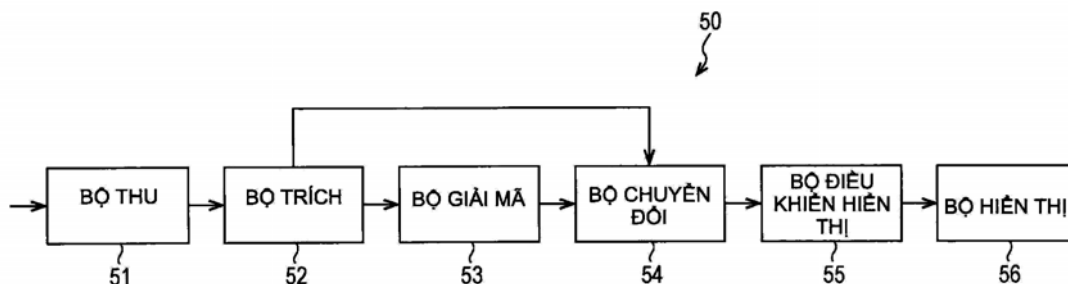 50
BỘ THU
BỘ TRÍCH
BỘ GIẢI MÃ
BỘ CHUYỂN
ĐỔI
BỘ ĐIỀU
KHIỂN HIỂN
THỊ
BỘ HIỂN THỊ
51
52
53
54
55
56